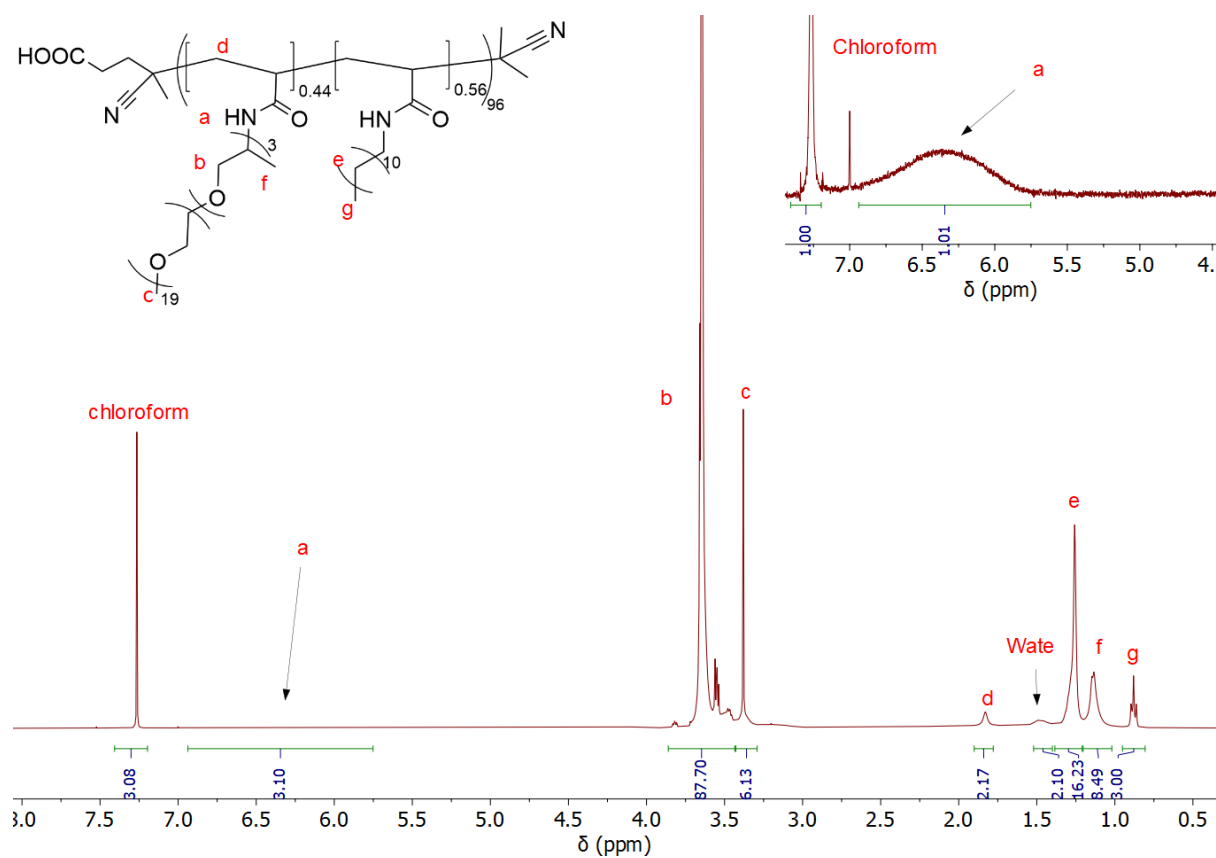 d
HOOC
N
0.44
0.56
96
N
a
HN
O
HN
O
3
b
f
e
10
O
g
O
c
19
Chloroform
a
1.00
1.01
7.0 6.5 6.0 5.5 5.0 4.
δ (ppm)
chloroform
a
b
c
d
Wate
e
f
g
3.08
3.10
87.70
6.13
2.17
2.10
16.23
8.49
3.00
3.0 7.5 7.0 6.5 6.0 5.5 5.0 4.5 4.0 3.5 3.0 2.5 2.0 1.5 1.0 0.5
δ (ppm)